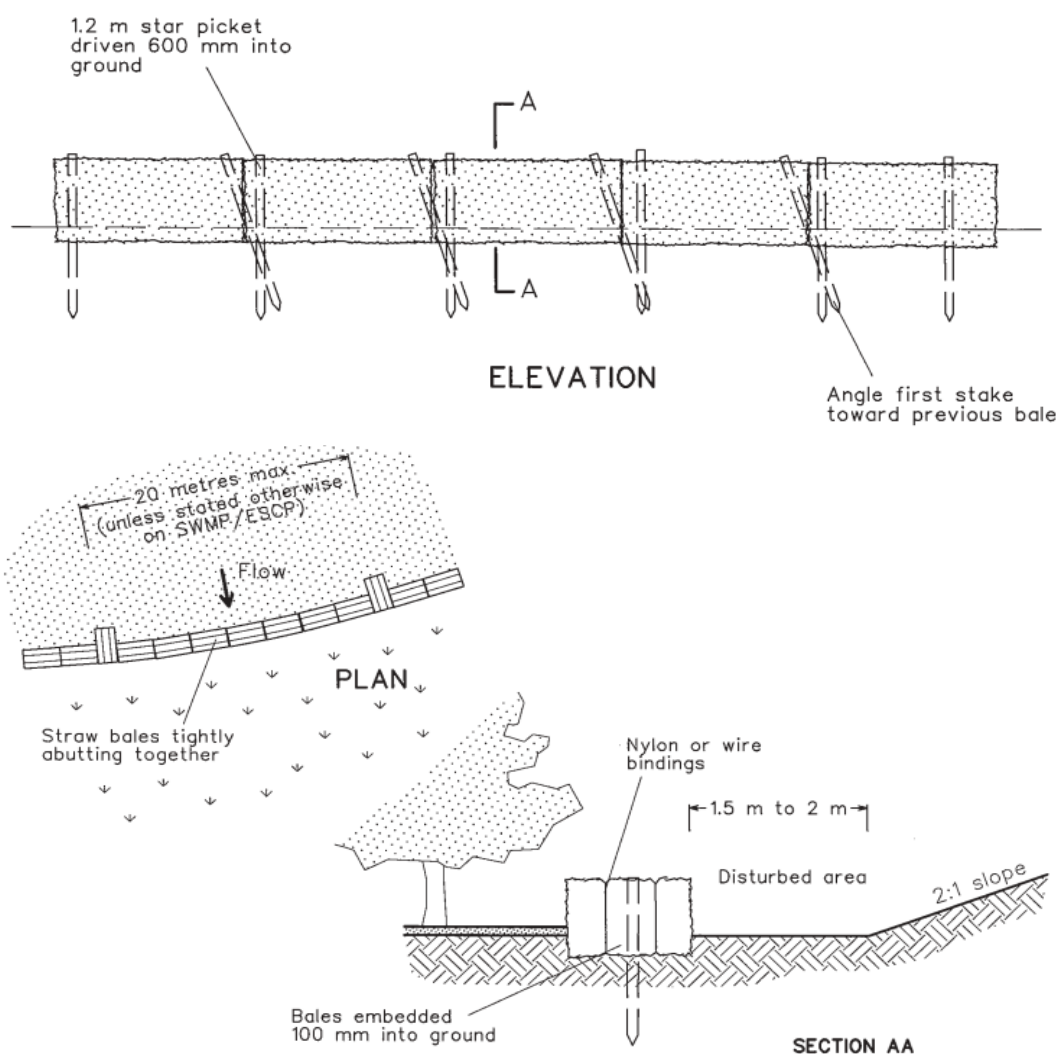 1.2 m star picket
driven 600 mm into
ground
A
A
ELEVATION
Angle first stake
toward previous bale
20 metres max.
(unless stated otherwise
on SWMP/ESCP)
Flow
PLAN
Straw bales tightly
abutting together
Nylon or wire
bindings
1.5 m to 2 m
Disturbed area
2:1 slope
Bales embedded
100 mm into ground
SECTION AA